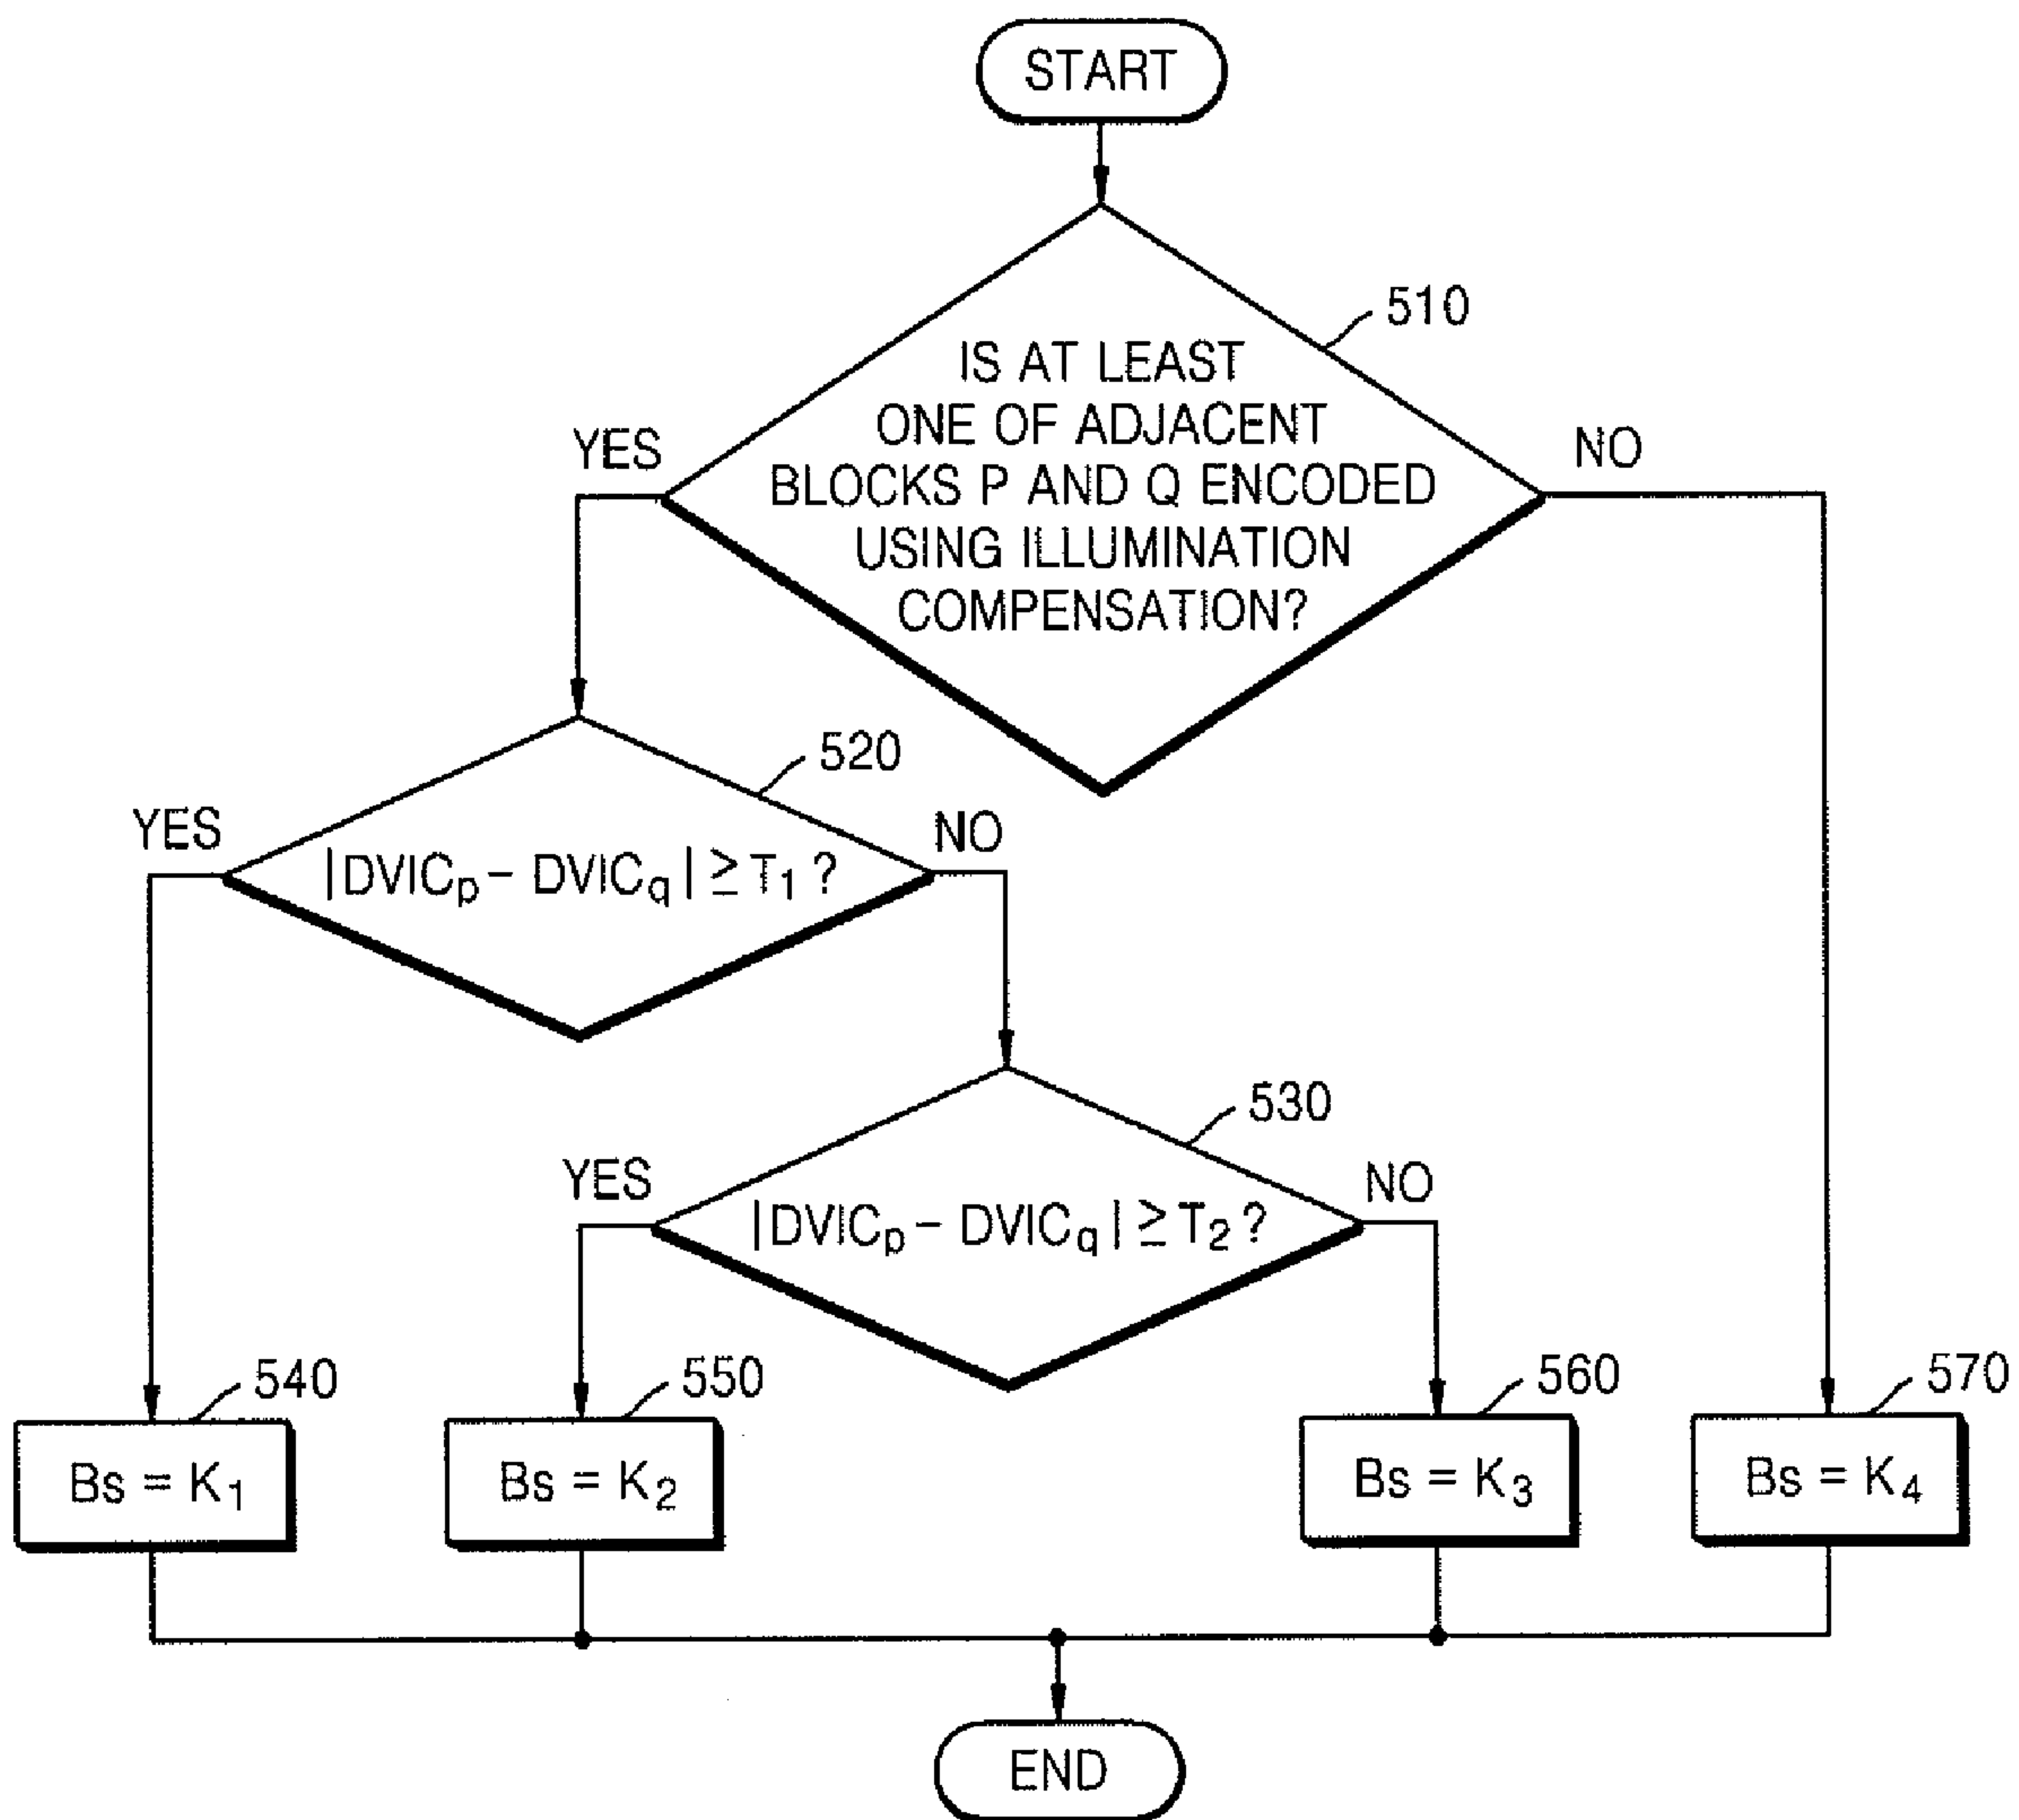 START
510
IS AT LEAST
ONE OF ADJACENT
BLOCKS P AND Q ENCODED
USING ILLUMINATION
COMPENSATION?
YES
NO
520
YES
NO
|DVICp - DVICq| ≥ T1 ?
530
YES
NO
|DVICp - DVICq| ≥ T2 ?
540
550
560
570
Bs = K1
Bs = K2
Bs = K3
Bs = K4
END